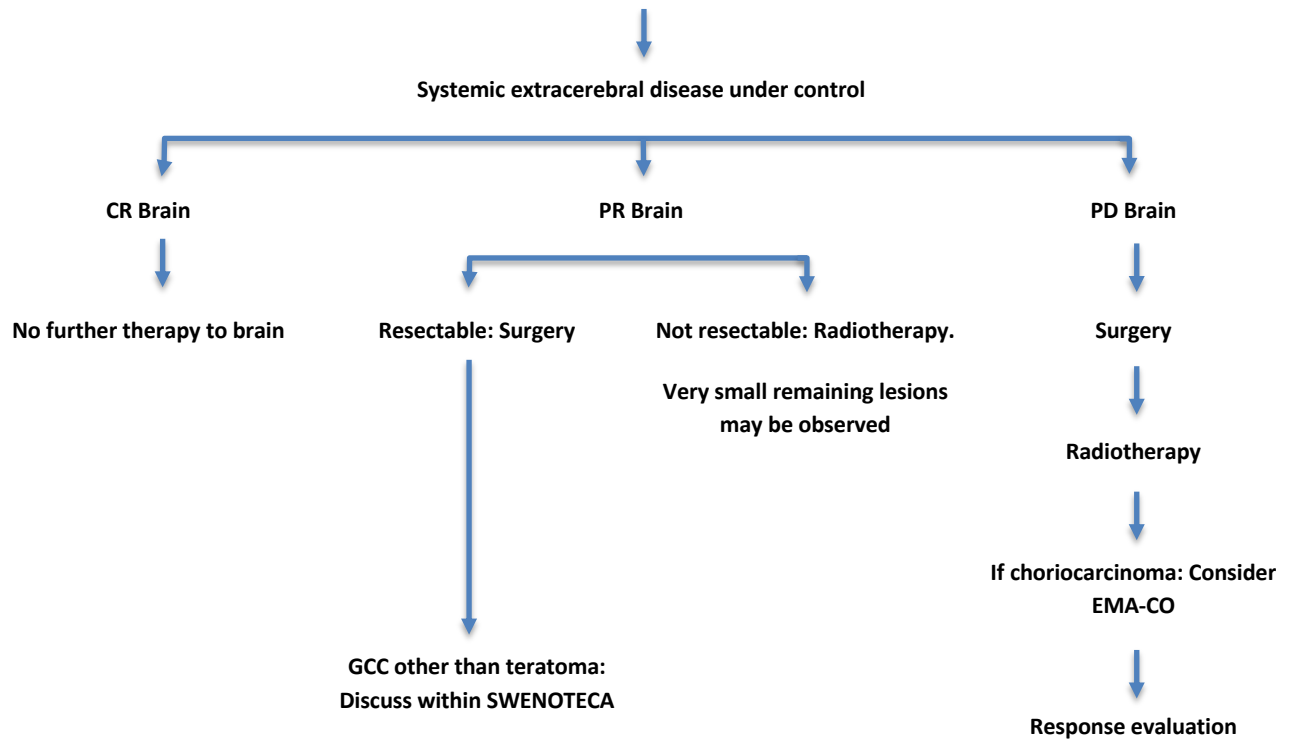 Systemic extracerebral disease under control
CR Brain
PR Brain
PD Brain
No further therapy to brain
Resectable: Surgery
Not resectable: Radiotherapy.
Very small remaining lesions
may be observed
Surgery
Radiotherapy
If choriocarcinoma: Consider
EMA-CO
GCC other than teratoma:
Discuss within SWENOTECA
Response evaluation